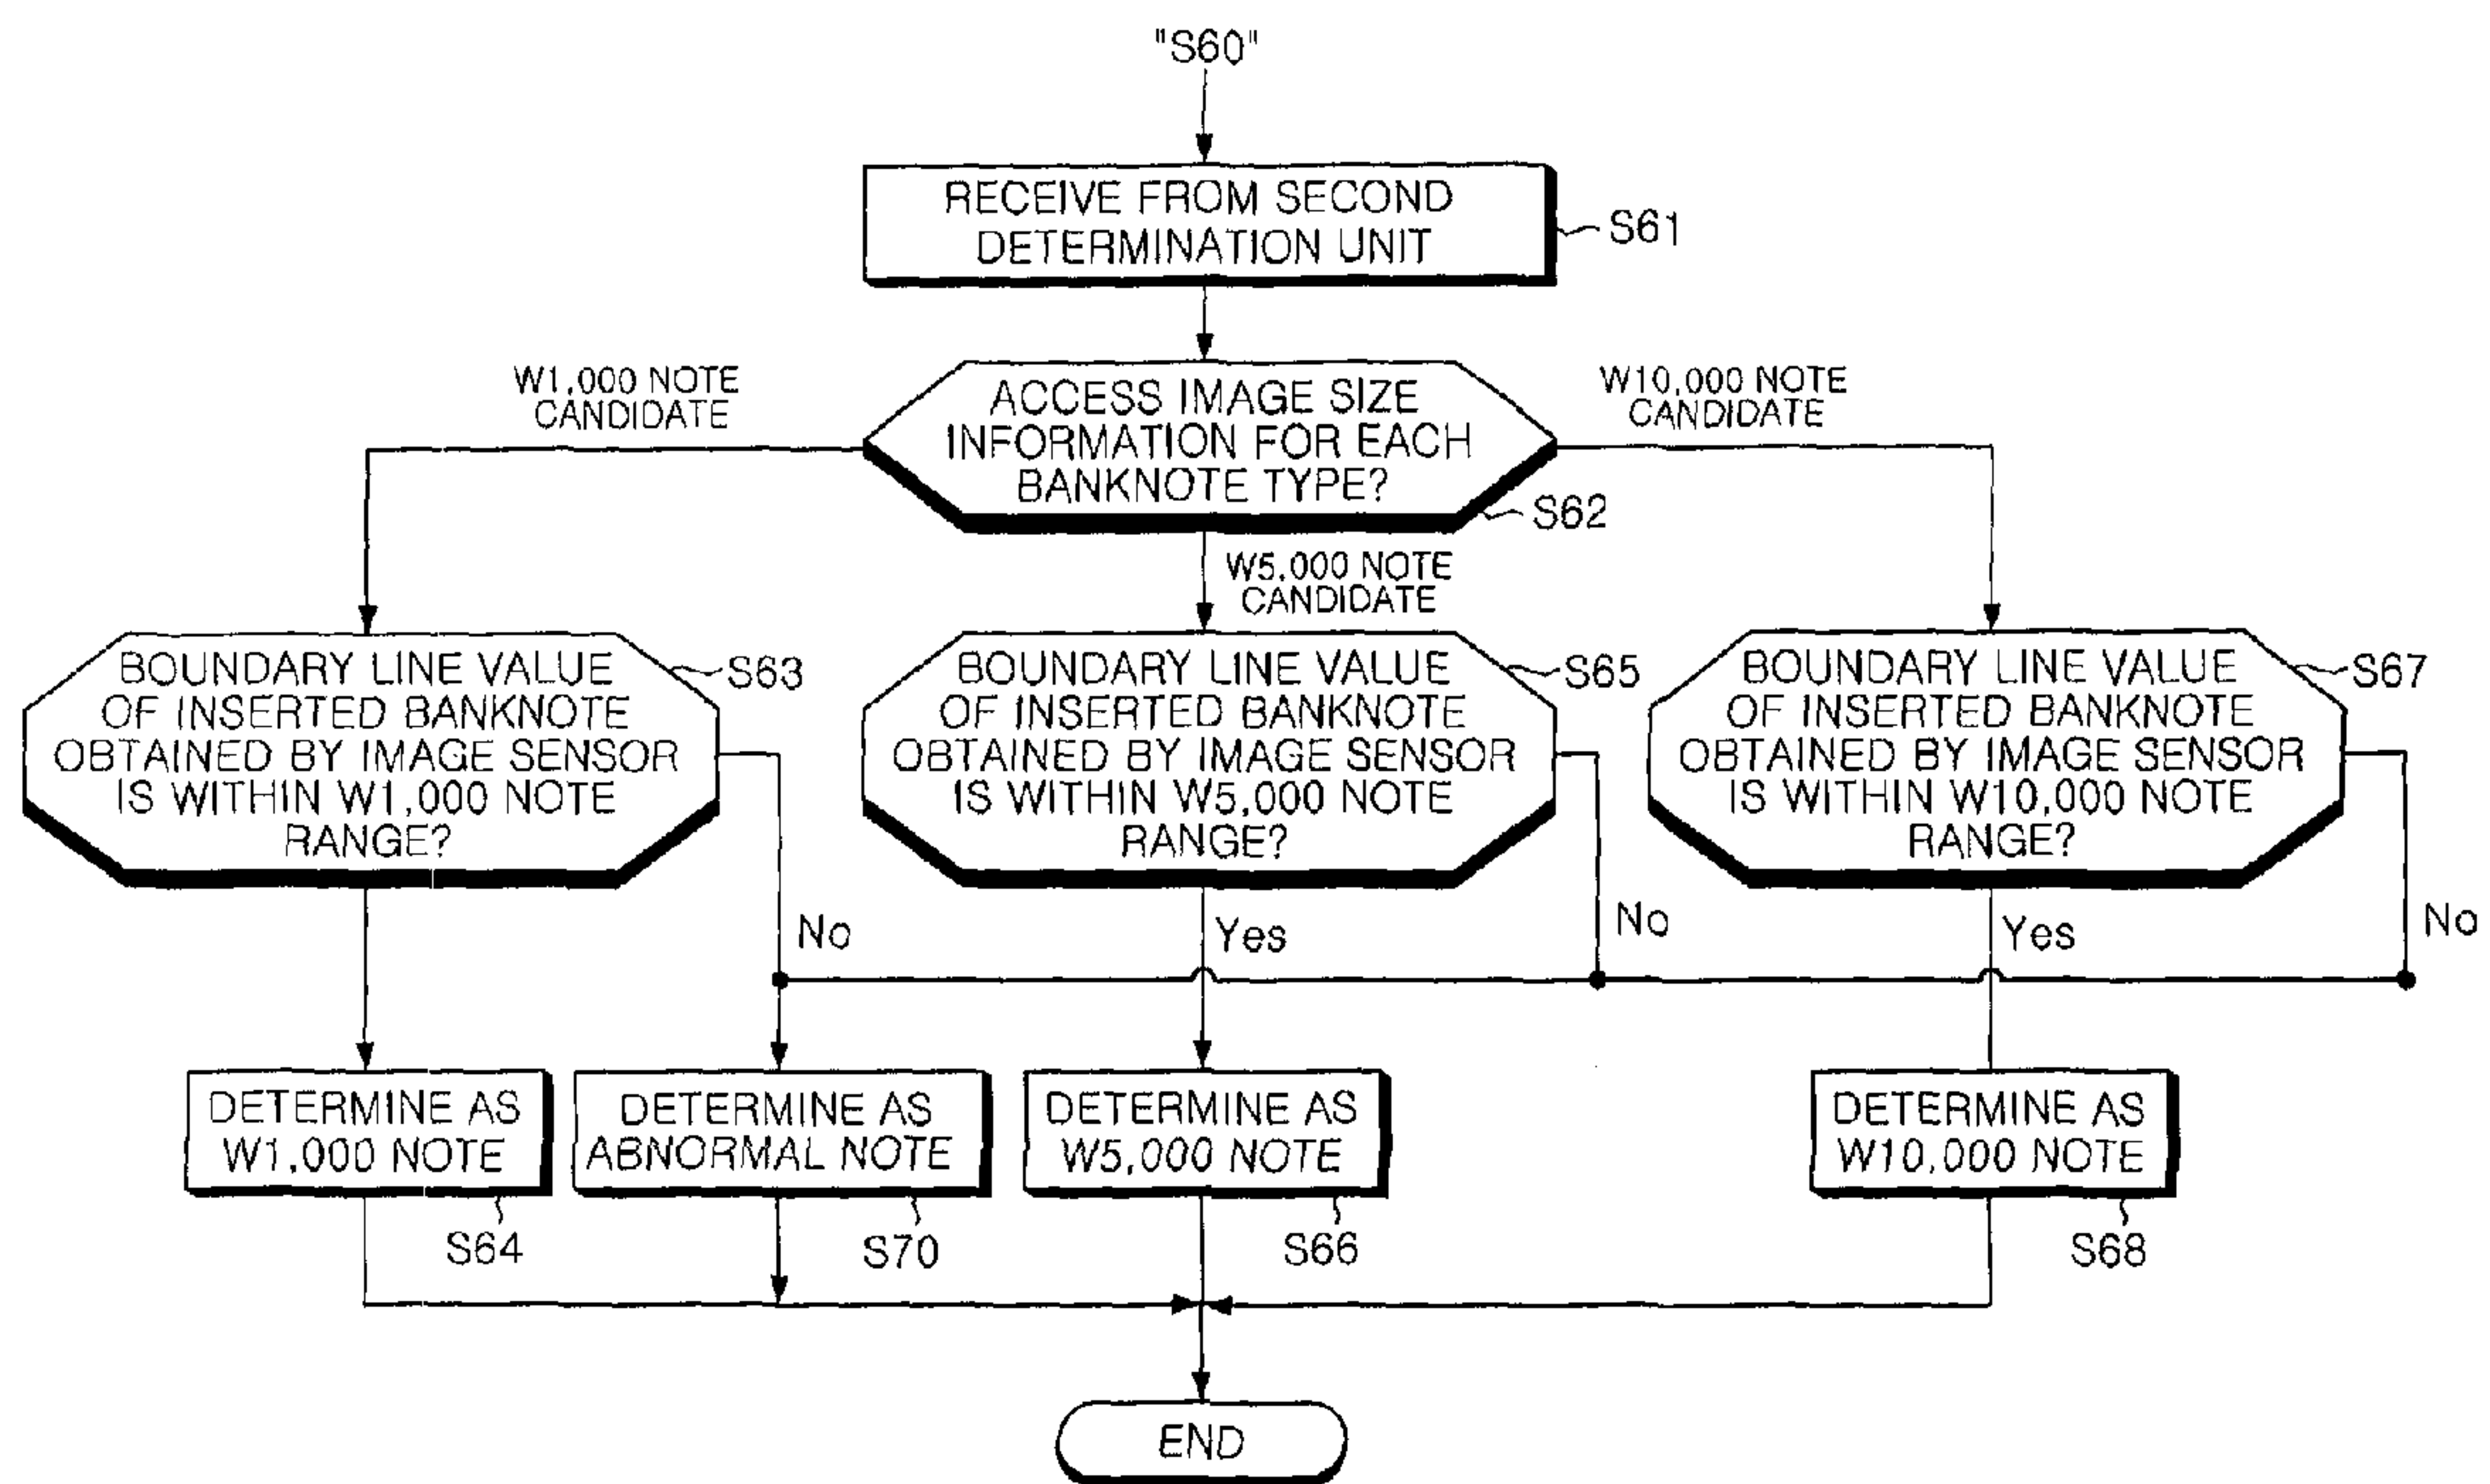 "S60"
RECEIVE FROM SECOND
DETERMINATION UNIT
S61
W1,000 NOTE
CANDIDATE
ACCESS IMAGE SIZE
INFORMATION FOR EACH
BANKNOTE TYPE?
W10,000 NOTE
CANDIDATE
S62
W5,000 NOTE
CANDIDATE
BOUNDARY LINE VALUE
OF INSERTED BANKNOTE
OBTAINED BY IMAGE SENSOR
IS WITHIN W1,000 NOTE
RANGE?
S63
BOUNDARY LINE VALUE
OF INSERTED BANKNOTE
OBTAINED BY IMAGE SENSOR
IS WITHIN W5,000 NOTE
RANGE?
S65
BOUNDARY LINE VALUE
OF INSERTED BANKNOTE
OBTAINED BY IMAGE SENSOR
IS WITHIN W10,000 NOTE
RANGE?
S67
No
Yes
No
Yes
No
DETERMINE AS
W1,000 NOTE
S64
DETERMINE AS
ABNORMAL NOTE
S70
DETERMINE AS
W5,000 NOTE
S66
DETERMINE AS
W10,000 NOTE
S68
END